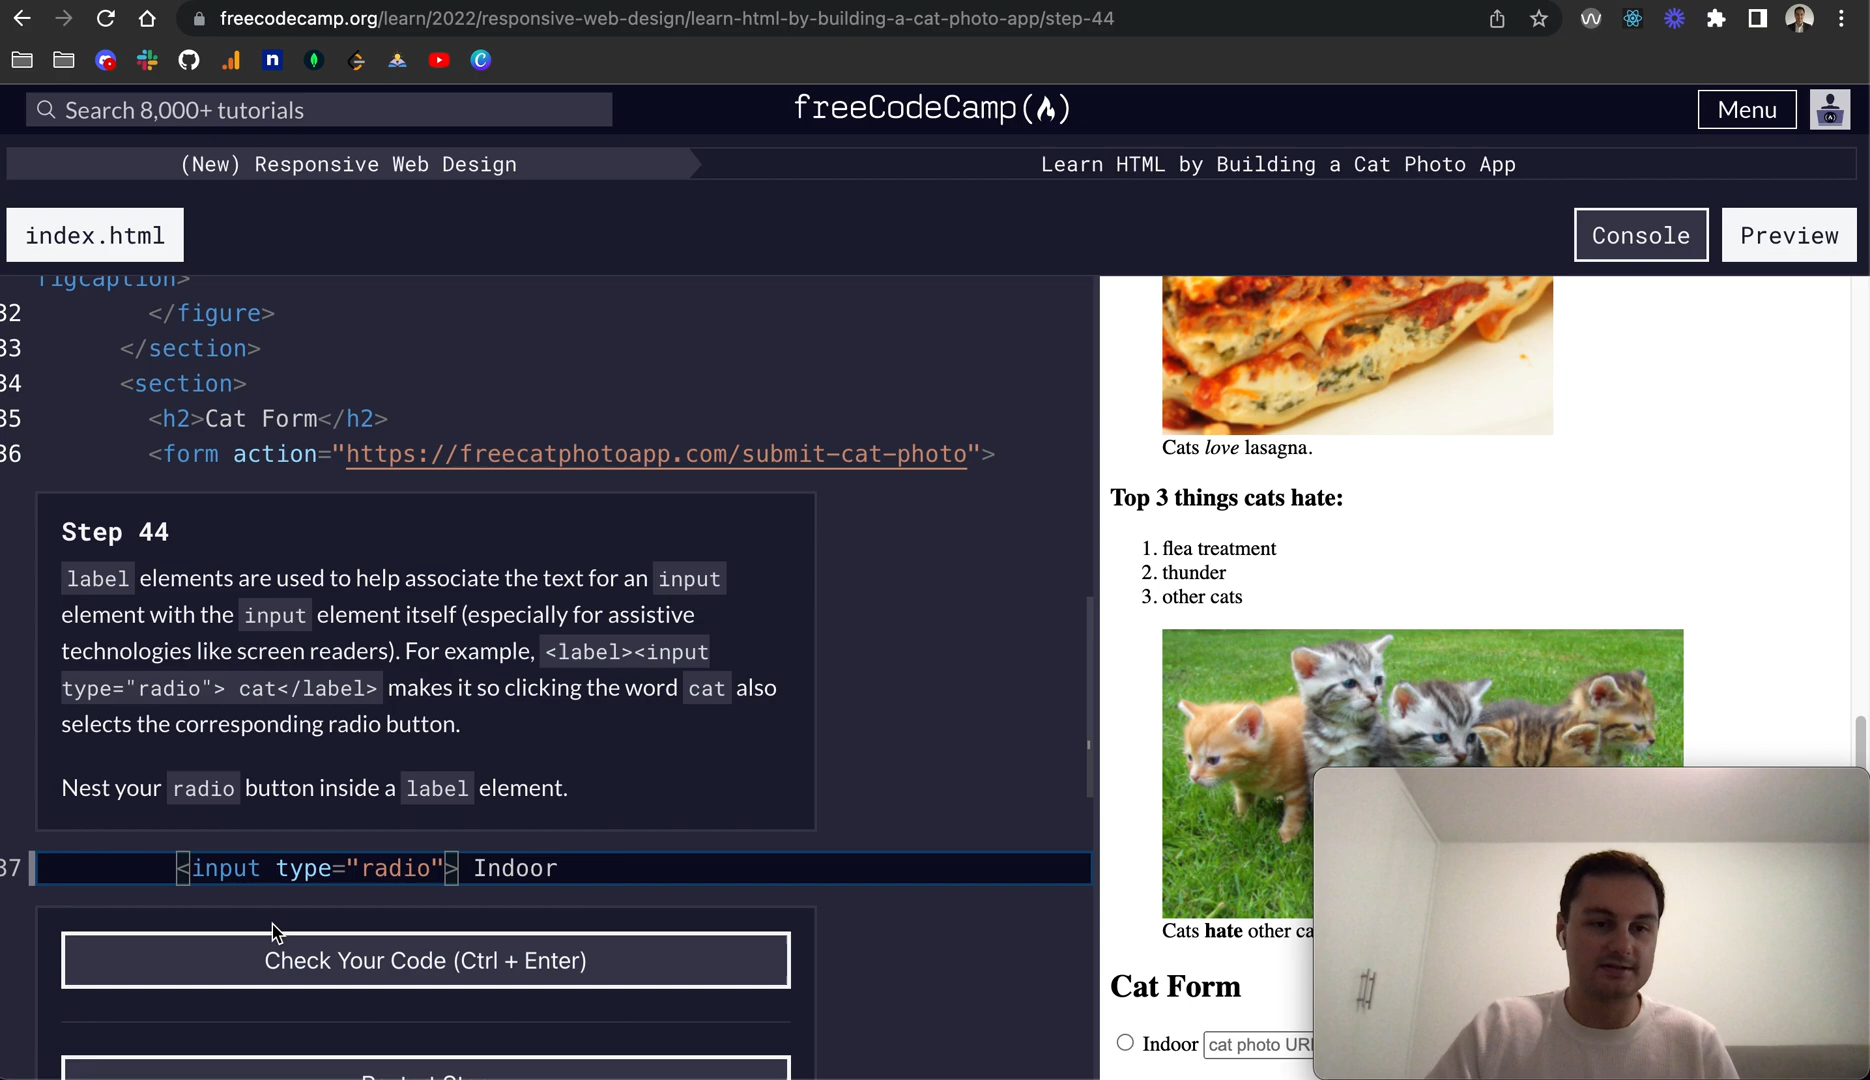 freecodecamp.org/learn/2022/responsive-web-design/learn-html-by-building-a-cat-photo-app/step-44
Search 8,000+ tutorials
freeCodeCamp
Menu
(New) Responsive Web Design
Learn HTML by Building a Cat Photo App
index.html
Console
Preview
figcaption>
32 </figure>
33 </section>
34 <section>
35 <h2>Cat Form</h2>
36 <form action="https://freecatphotoapp.com/submit-cat-photo">
Step 44
label elements are used to help associate the text for an input
element with the input element itself (especially for assistive
technologies like screen readers). For example, <label><input
type="radio"> cat</label> makes it so clicking the word cat also
selects the corresponding radio button.
Nest your radio button inside a label element.
37 <input type="radio"> Indoor
Check Your Code (Ctrl + Enter)
Cats love lasagna.
Top 3 things cats hate:
1. flea treatment
2. thunder
3. other cats
Cats hate other
Cat Form
Indoor cat photo